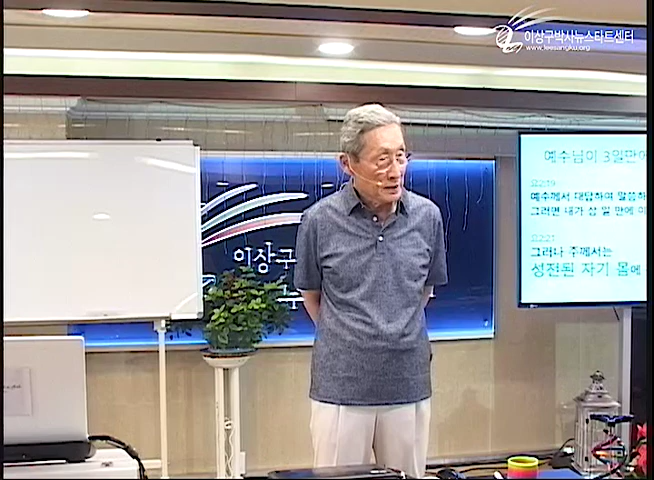 이상구박사뉴스타트센터
www.leesangku.org
예수님이 3일만에
요2:19
예수께서 대답하여 말씀하
그러면 내가 삼 일 만에 이
요2:21
그러나 주께서는
성전된 자기 몸에
이상구